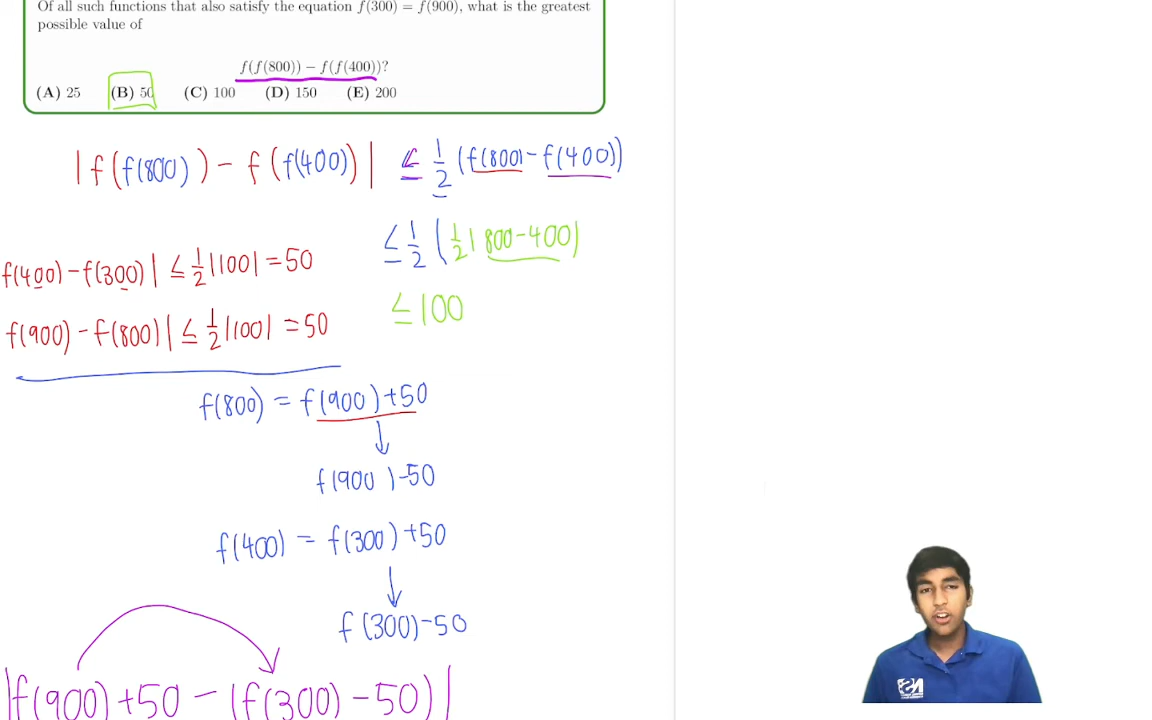 Of all such functions that also satisfy the equation f(300) = f(900), what is the greatest
possible value of
f(f(800)) − f(f(400))?
(A) 25 (B) 50 (C) 100 (D) 150 (E) 200
|f(f(800)) − f(f(400))| ≤ 1/2 (f(800) − f(400))
≤ 1/2 (1/2 | 800 − 400)
≤ 100
f(400) − f(300) | ≤ 1/2 |100| = 50
f(900) − f(800) | ≤ 1/2 |100| = 50
f(800) = f(900) + 50
f(900) − 50
f(400) = f(300) + 50
f(300) − 50
|f(900) + 50 − (f(300) − 50)|